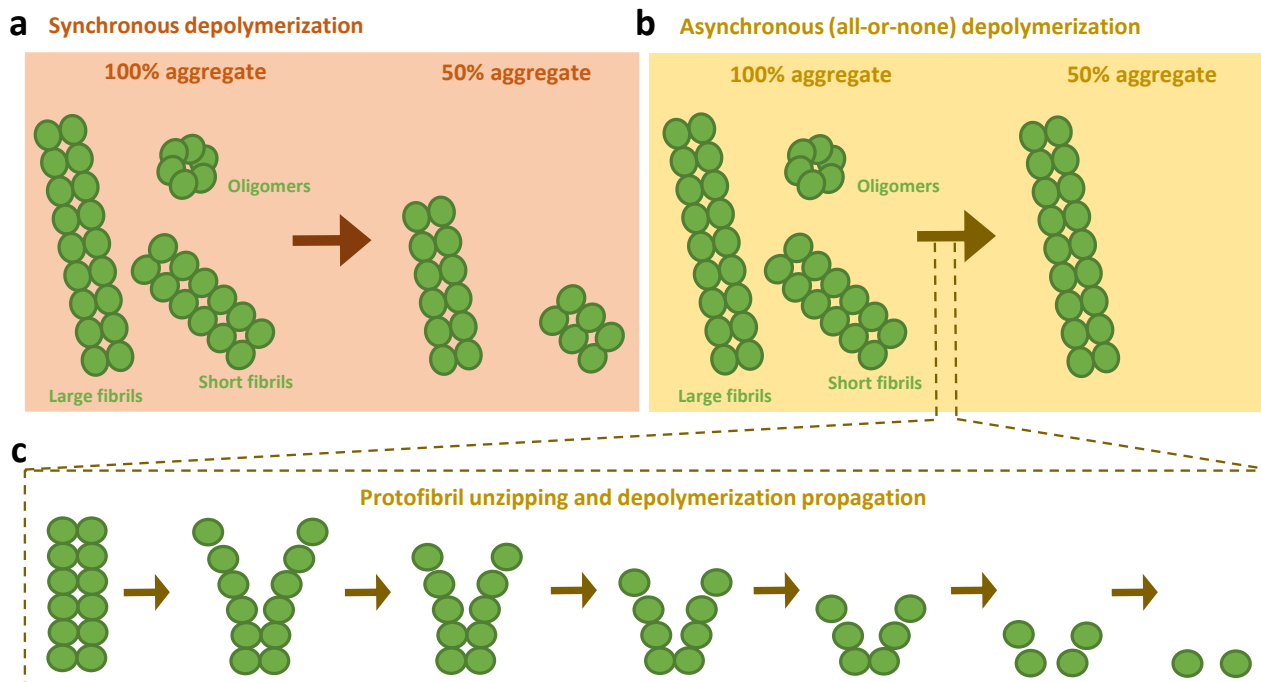 a Synchronous depolymerization
100% aggregate 50% aggregate
Oligomers
Short fibrils
Large fibrils
b Asynchronous (all-or-none) depolymerization
100% aggregate 50% aggregate
Oligomers
Short fibrils
Large fibrils
c
Protofibril unzipping and depolymerization propagation